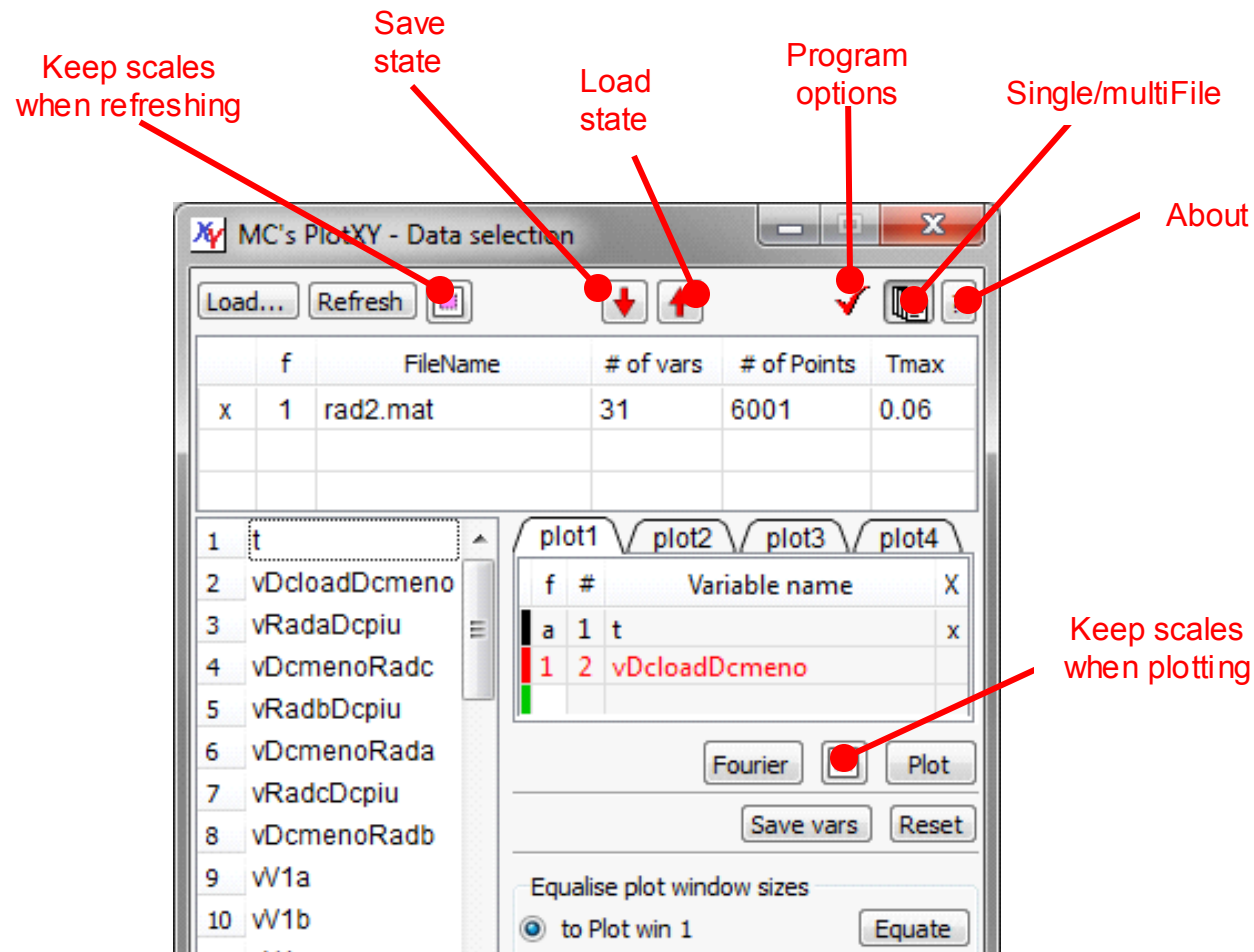 Save
state
Keep scales
when refreshing
Load
state
Program
options
Single/multiFile
About
MC's PlotXY - Data selection
Load... Refresh
f FileName # of vars # of Points Tmax
x 1 rad2.mat 31 6001 0.06
1 t
2 vDcloadDcmeno
3 vRadaDcpiu
4 vDcmenoRadc
5 vRadbDcpiu
6 vDcmenoRada
7 vRadcDcpiu
8 vDcmenoRadb
9 vV1a
10 vV1b
plot1 plot2 plot3 plot4
f # Variable name X
a 1 t x
1 2 vDcloadDcmeno
Keep scales
when plotting
Fourier Plot
Save vars Reset
Equalise plot window sizes
to Plot win 1 Equate